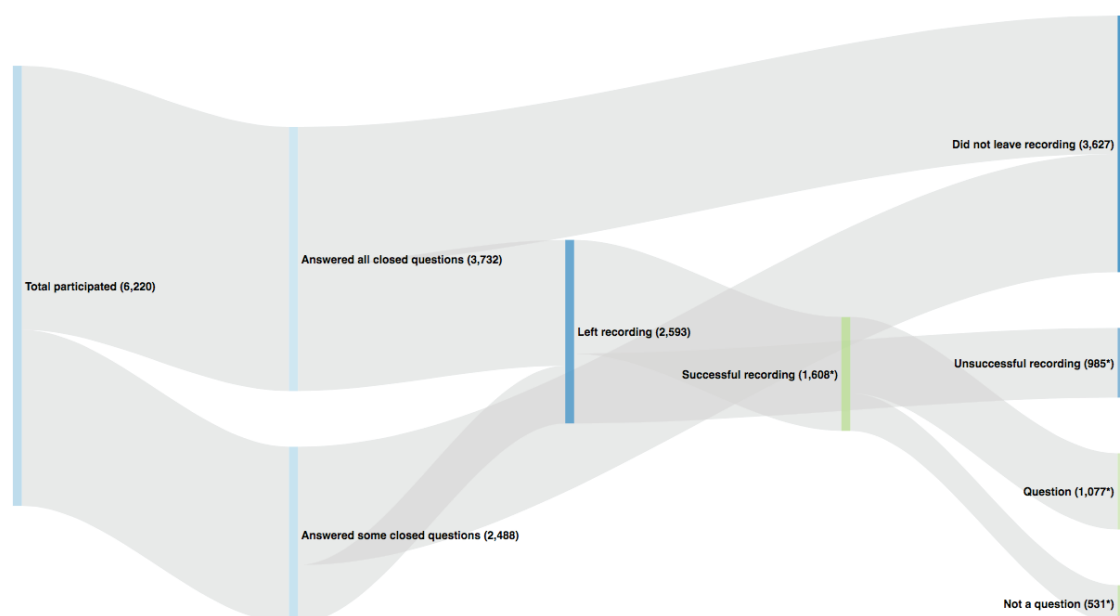 Did not leave recording (3,627)
Answered all closed questions (3,732)
Total participated (6,220)
Left recording (2,593)
Unsuccessful recording (985*)
Successful recording (1,608*)
Question (1,077*)
Answered some closed questions (2,488)
Not a question (531*)